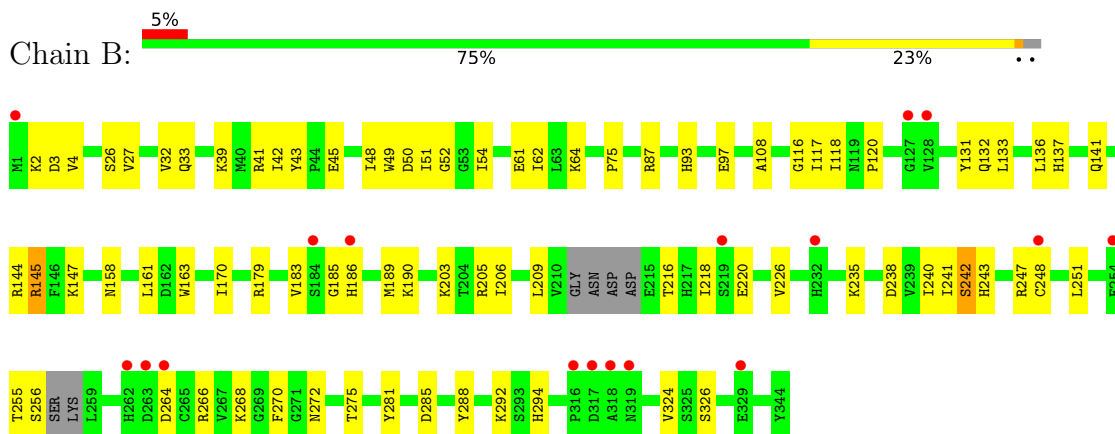 5%
Chain B:
75%
23%
M1 K2 D3 V4 S26 V27 V32 Q33 K39 M40 R41 I42 Y43 P44 E45 I48 W49 D50 I51 G52 G53 I54 E61 I62 L63 K64 P75 R87 H93 E97 A108 G116 I117 I118 N119 P120 G127 V128 Y131 Q132 L133 L136 H137 Q141
R144 R145 F146 K147 N158 L161 D162 W163 I170 R179 V183 S184 G185 H186 M189 K190 K203 T204 R205 I206 L209 V210 GLY ASN ASP ASP E215 T216 H217 I218 S219 E220 V226 H232 K235 D238 V239 I240 I241 S242 H243 R247 C248 L251 E254
T255 S256 SER LYS L259 H262 D263 D264 C265 R266 V267 K268 G269 F270 G271 N272 T275 Y281 D285 Y288 K292 S293 H294 P316 D317 A318 N319 V324 S325 S326 E329 Y344